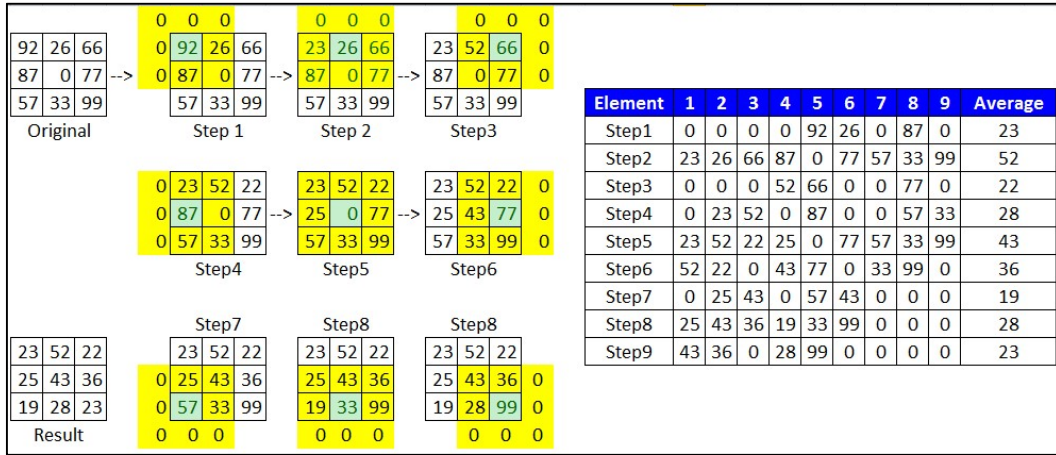 0 0 0 0 0 0 0 0 0
92 26 66 0 92 26 66 23 26 66 23 52 66 0
87 0 77 --> 0 87 0 77 --> 87 0 77 --> 87 0 77 0
57 33 99 57 33 99 57 33 99 57 33 99
Original Step 1 Step 2 Step3
0 23 52 22 23 52 22 23 52 22 0
0 87 0 77 --> 25 0 77 --> 25 43 77 0
0 57 33 99 57 33 99 57 33 99 0
Step4 Step5 Step6
Step7 Step8 Step8
23 52 22 23 52 22 23 52 22 23 52 22
25 43 36 0 25 43 36 25 43 36 25 43 36 0
19 28 23 0 57 33 99 19 33 99 19 28 99 0
Result 0 0 0 0 0 0 0 0 0
Element 1 2 3 4 5 6 7 8 9 Average
Step1 0 0 0 0 92 26 0 87 0 23
Step2 23 26 66 87 0 77 57 33 99 52
Step3 0 0 0 52 66 0 0 77 0 22
Step4 0 23 52 0 87 0 0 57 33 28
Step5 23 52 22 25 0 77 57 33 99 43
Step6 52 22 0 43 77 0 33 99 0 36
Step7 0 25 43 0 57 43 0 0 0 19
Step8 25 43 36 19 33 99 0 0 0 28
Step9 43 36 0 28 99 0 0 0 0 23